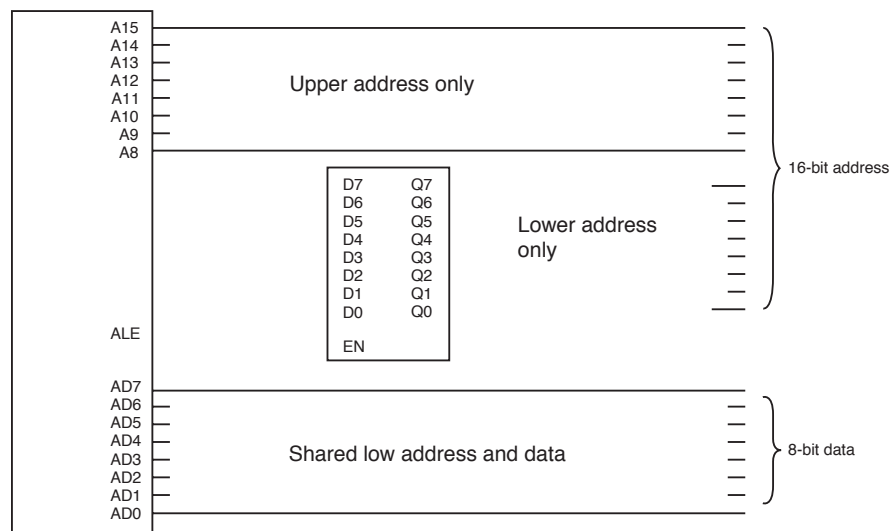 A15
A14
A13
A12
A11
A10
A9
A8
Upper address only
16-bit address
D7 Q7
D6 Q6
D5 Q5
D4 Q4
D3 Q3
D2 Q2
D1 Q1
D0 Q0
EN
Lower address
only
ALE
AD7
AD6
AD5
AD4
AD3
AD2
AD1
AD0
Shared low address and data
8-bit data